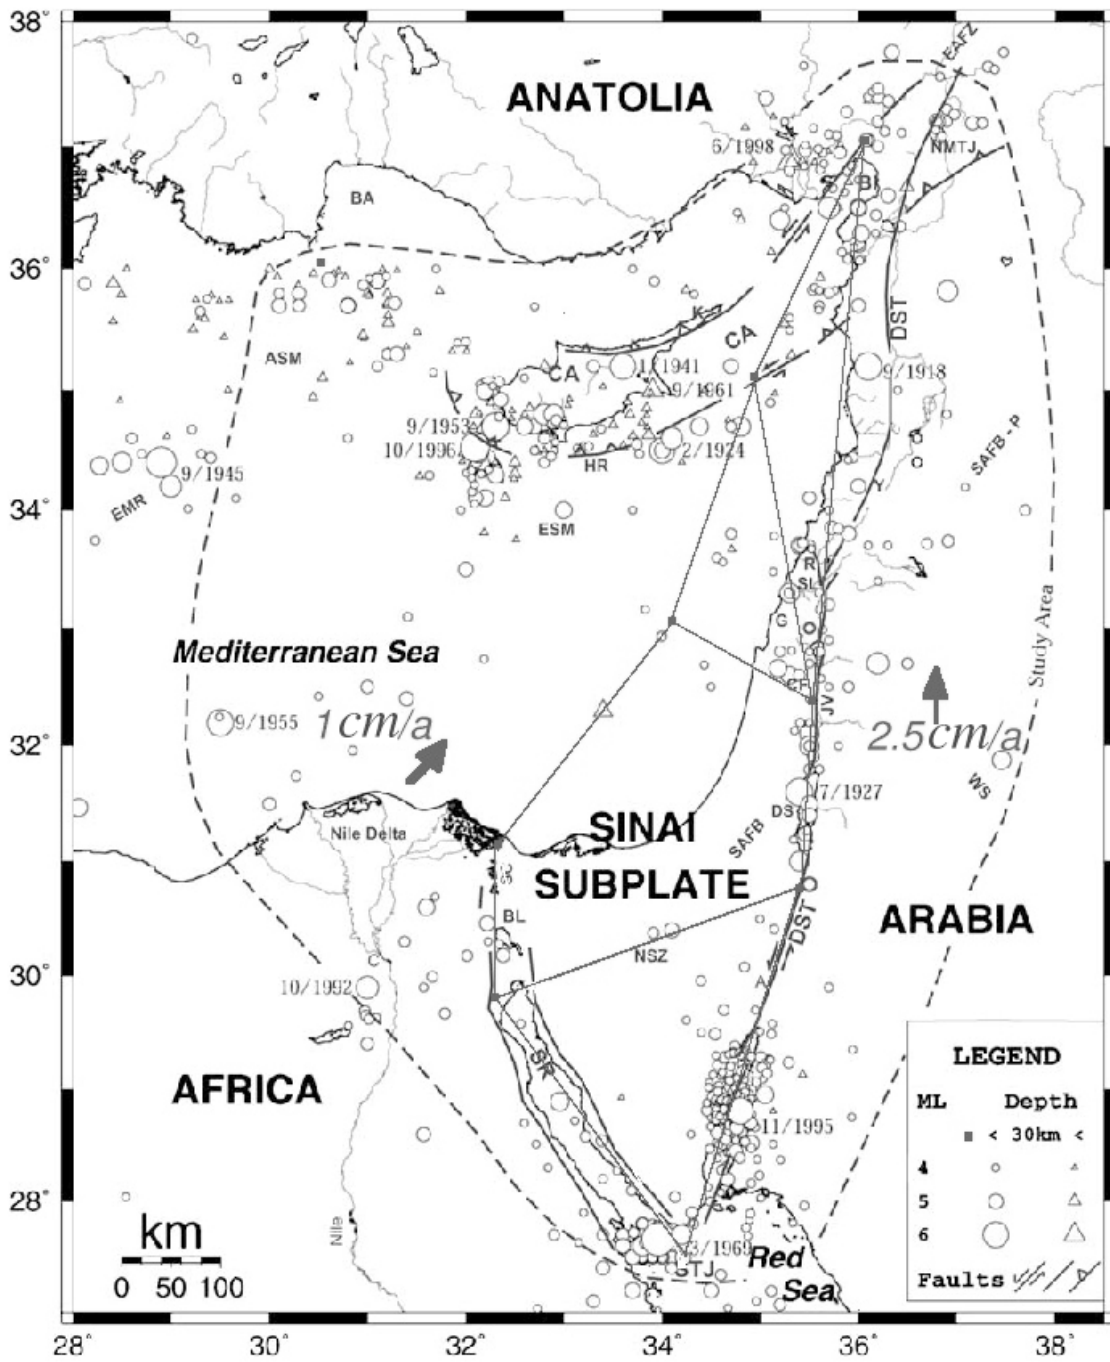 38°
EAFZ
ANATOLIA
6/1998
NMTJ
BA
36°
DST
K
CA
ASM
CA
1/1941
9/1918
9/1961
9/1953
10/1996
2/1924
HR
SAFB - P
9/1945
EMR
Y
34°
ESM
R
SL
G
Study Area
Mediterranean Sea
CF
JV
9/1955
1cm/a
2.5cm/a
32°
WS
7/1927
DS
Nile Delta
SINAI
SAFB
SC
SUBPLATE
BL
ARABIA
DST
NSZ
30°
10/1992
SR
AFRICA
LEGEND
ML Depth
< 30km <
4
5
6
Faults
11/1995
28°
km
0 50 100
Nile
3/1969
Red
Sea
28° 30° 32° 34° 36° 38°